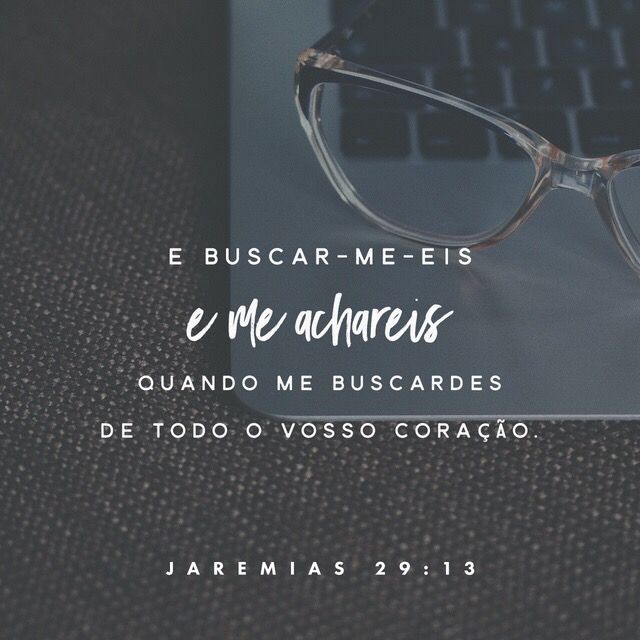 E BUSCAR-ME-EIS
e me achareis
QUANDO ME BUSCARDES
DE TODO O VOSSO CORAÇÃO.
JAREMIAS 29:13